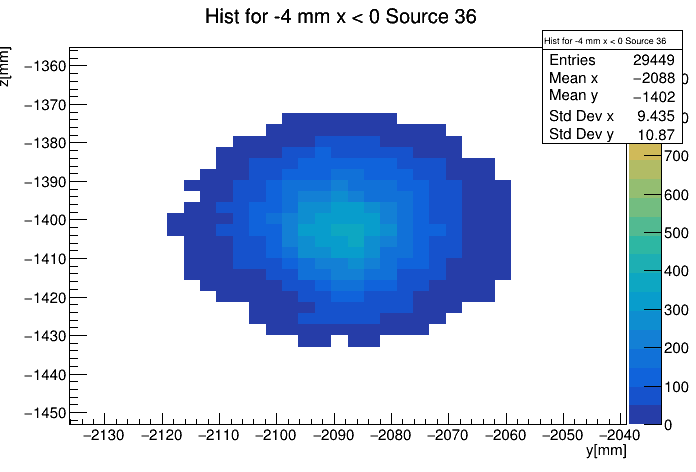 Hist for -4 mm x < 0 Source 36
Hist for -4 mm x < 0 Source 36
Entries 29449
Mean x −2088
Mean y −1402
Std Dev x 9.435
Std Dev y 10.87
z[mm]
−1360
−1370
−1380
−1390
−1400
−1410
−1420
−1430
−1440
−1450
−2130 −2120 −2110 −2100 −2090 −2080 −2070 −2060 −2050 −2040
y[mm]
700
600
500
400
300
200
100
0